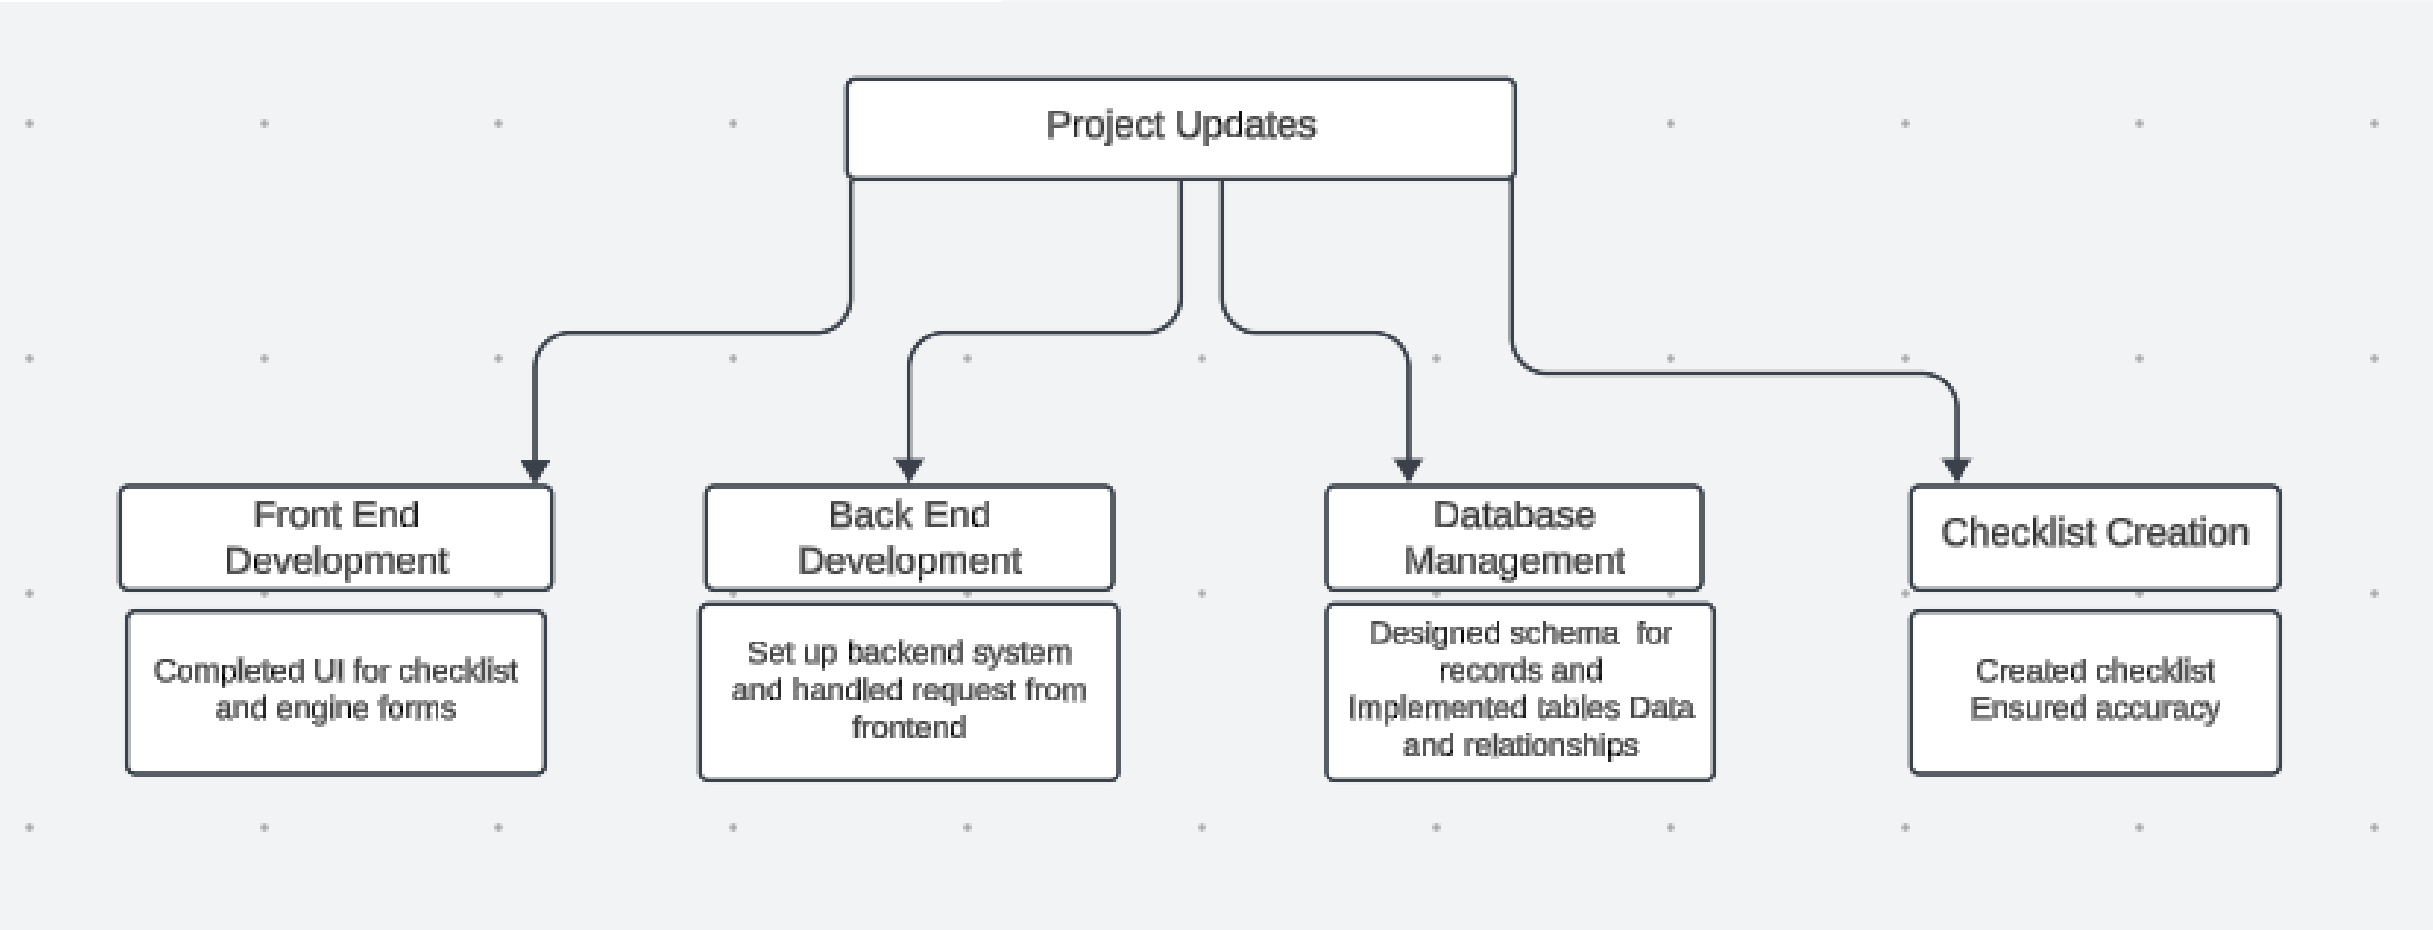 Project Updates
Front End
Development
Back End
Development
Database
Management
Checklist Creation
Completed UI for checklist
and engine forms
Set up backend system
and handled request from
frontend
Designed schema  for
records and
Implemented tables Data
and relationships
Created checklist
Ensured accuracy